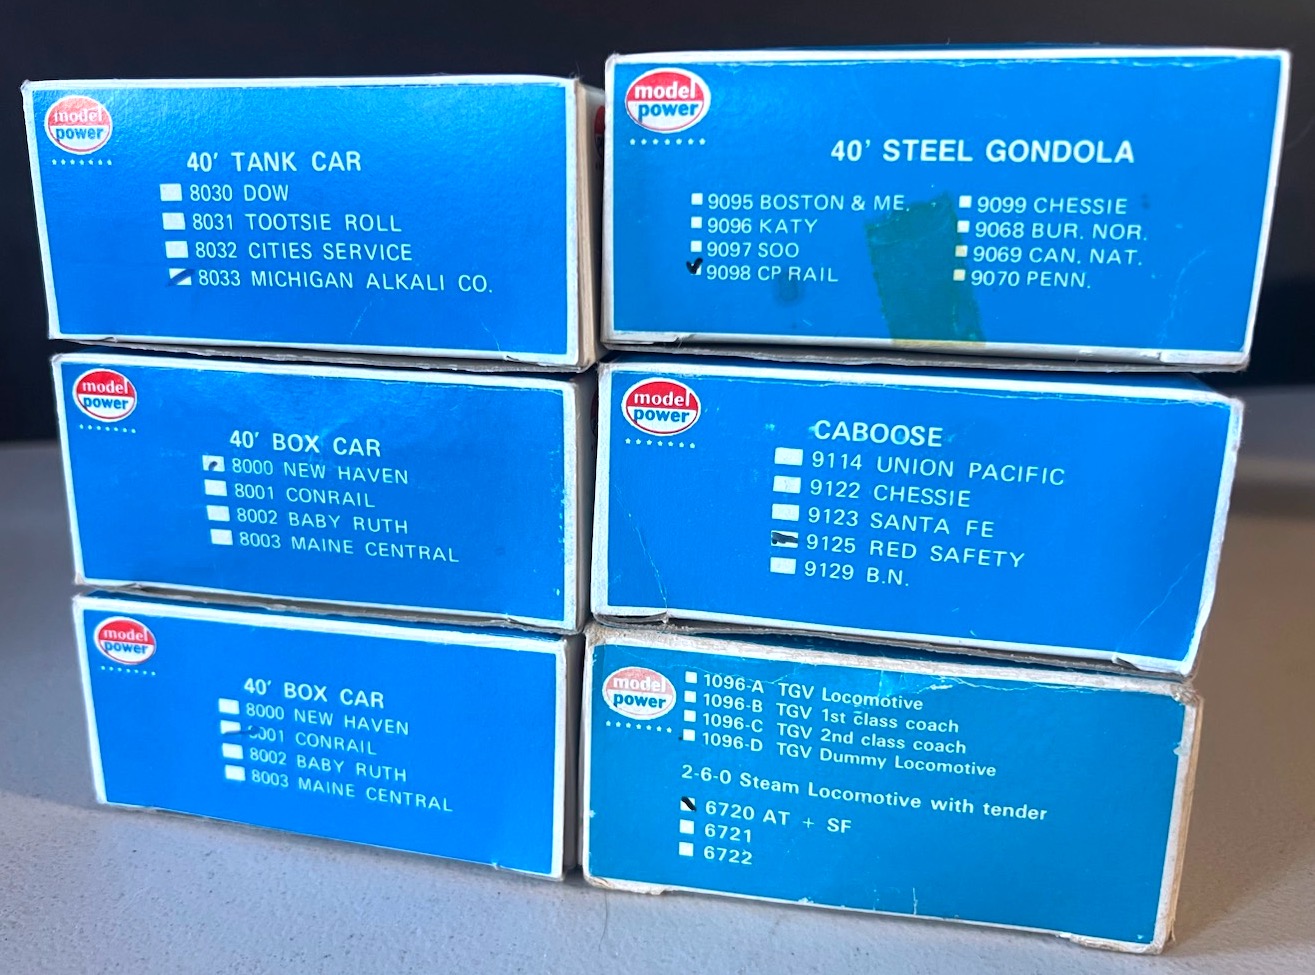 model
power
40' TANK CAR
8030 DOW
8031 TOOTSIE ROLL
8032 CITIES SERVICE
8033 MICHIGAN ALKALI CO.
model
power
40' STEEL GONDOLA
9095 BOSTON & ME.
9096 KATY
9097 SOO
9098 CP RAIL
9099 CHESSIE
9068 BUR. NOR.
9069 CAN. NAT.
9070 PENN.
model
power
40' BOX CAR
8000 NEW HAVEN
8001 CONRAIL
8002 BABY RUTH
8003 MAINE CENTRAL
model
power
CABOOSE
9114 UNION PACIFIC
9122 CHESSIE
9123 SANTA FE
9125 RED SAFETY
9129 B.N.
model
power
40' BOX CAR
8000 NEW HAVEN
8001 CONRAIL
8002 BABY RUTH
8003 MAINE CENTRAL
model
power
1096-A TGV Locomotive
1096-B TGV 1st class coach
1096-C TGV 2nd class coach
1096-D TGV Dummy Locomotive
2-6-0 Steam Locomotive with tender
6720 AT + SF
6721
6722